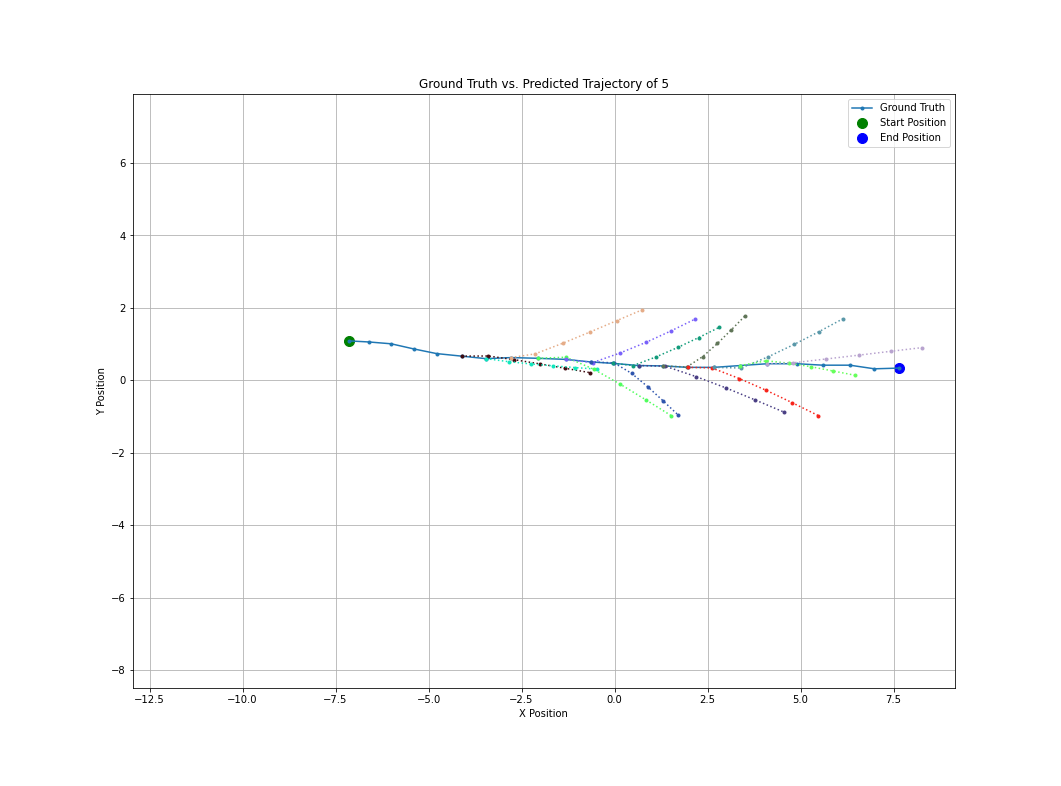 Ground Truth vs. Predicted Trajectory of 5
Ground Truth
Start Position
End Position
6
4
2
0
−2
−4
−6
−8
Y Position
−12.5 −10.0 −7.5 −5.0 −2.5 0.0 2.5 5.0 7.5
X Position